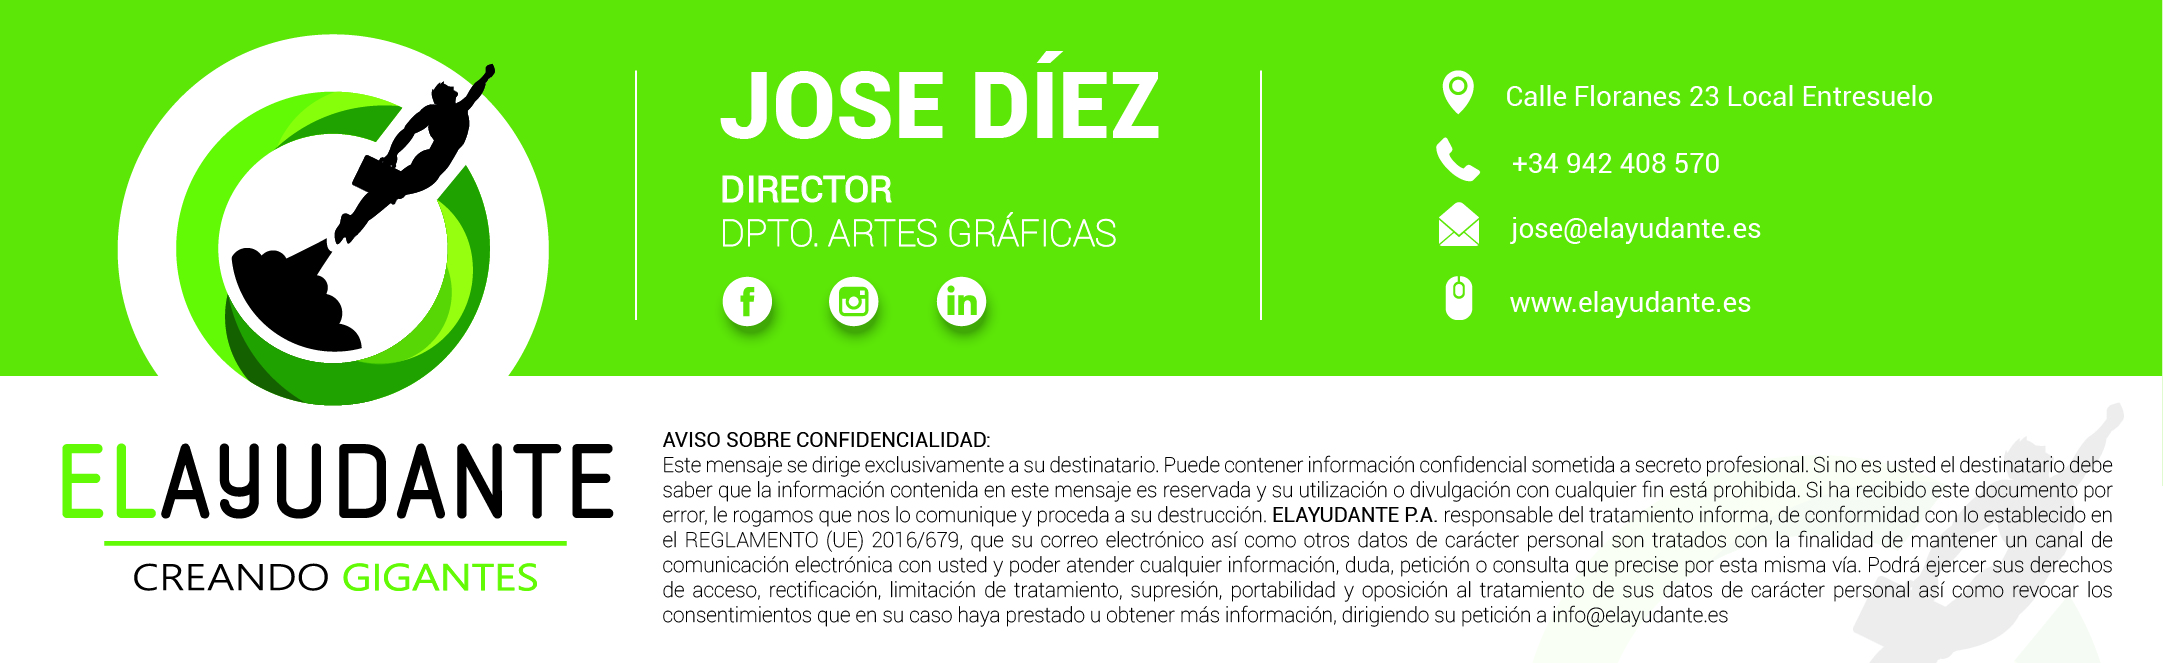 JOSE DÍEZ
DIRECTOR
DPTO. ARTES GRÁFICAS
Calle Floranes 23 Local Entresuelo
+34 942 408 570
jose@elayudante.es
www.elayudante.es
ELAYUDANTE
CREANDO GIGANTES
AVISO SOBRE CONFIDENCIALIDAD:
Este mensaje se dirige exclusivamente a su destinatario. Puede contener información confidencial sometida a secreto profesional. Si no es usted el destinatario debe
saber que la información contenida en este mensaje es reservada y su utilización o divulgación con cualquier fin está prohibida. Si ha recibido este documento por
error, le rogamos que nos lo comunique y proceda a su destrucción. ELAYUDANTE P.A. responsable del tratamiento informa, de conformidad con lo establecido en
el REGLAMENTO (UE) 2016/679, que su correo electrónico así como otros datos de carácter personal son tratados con la finalidad de mantener un canal de
comunicación electrónica con usted y poder atender cualquier información, duda, petición o consulta que precise por esta misma vía. Podrá ejercer sus derechos
de acceso, rectificación, limitación de tratamiento, supresión, portabilidad y oposición al tratamiento de sus datos de carácter personal así como revocar los
consentimientos que en su caso haya prestado u obtener más información, dirigiendo su petición a info@elayudante.es